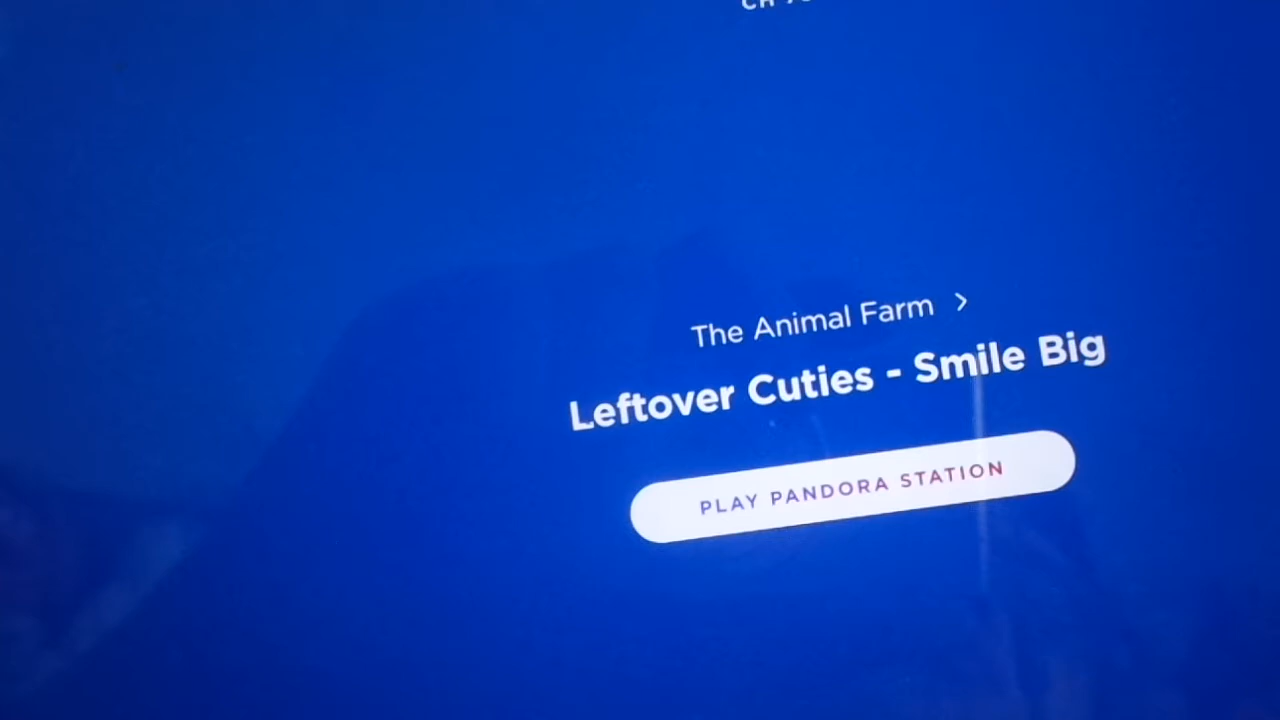 The Animal Farm >
Leftover Cuties - Smile Big
PLAY PANDORA STATION